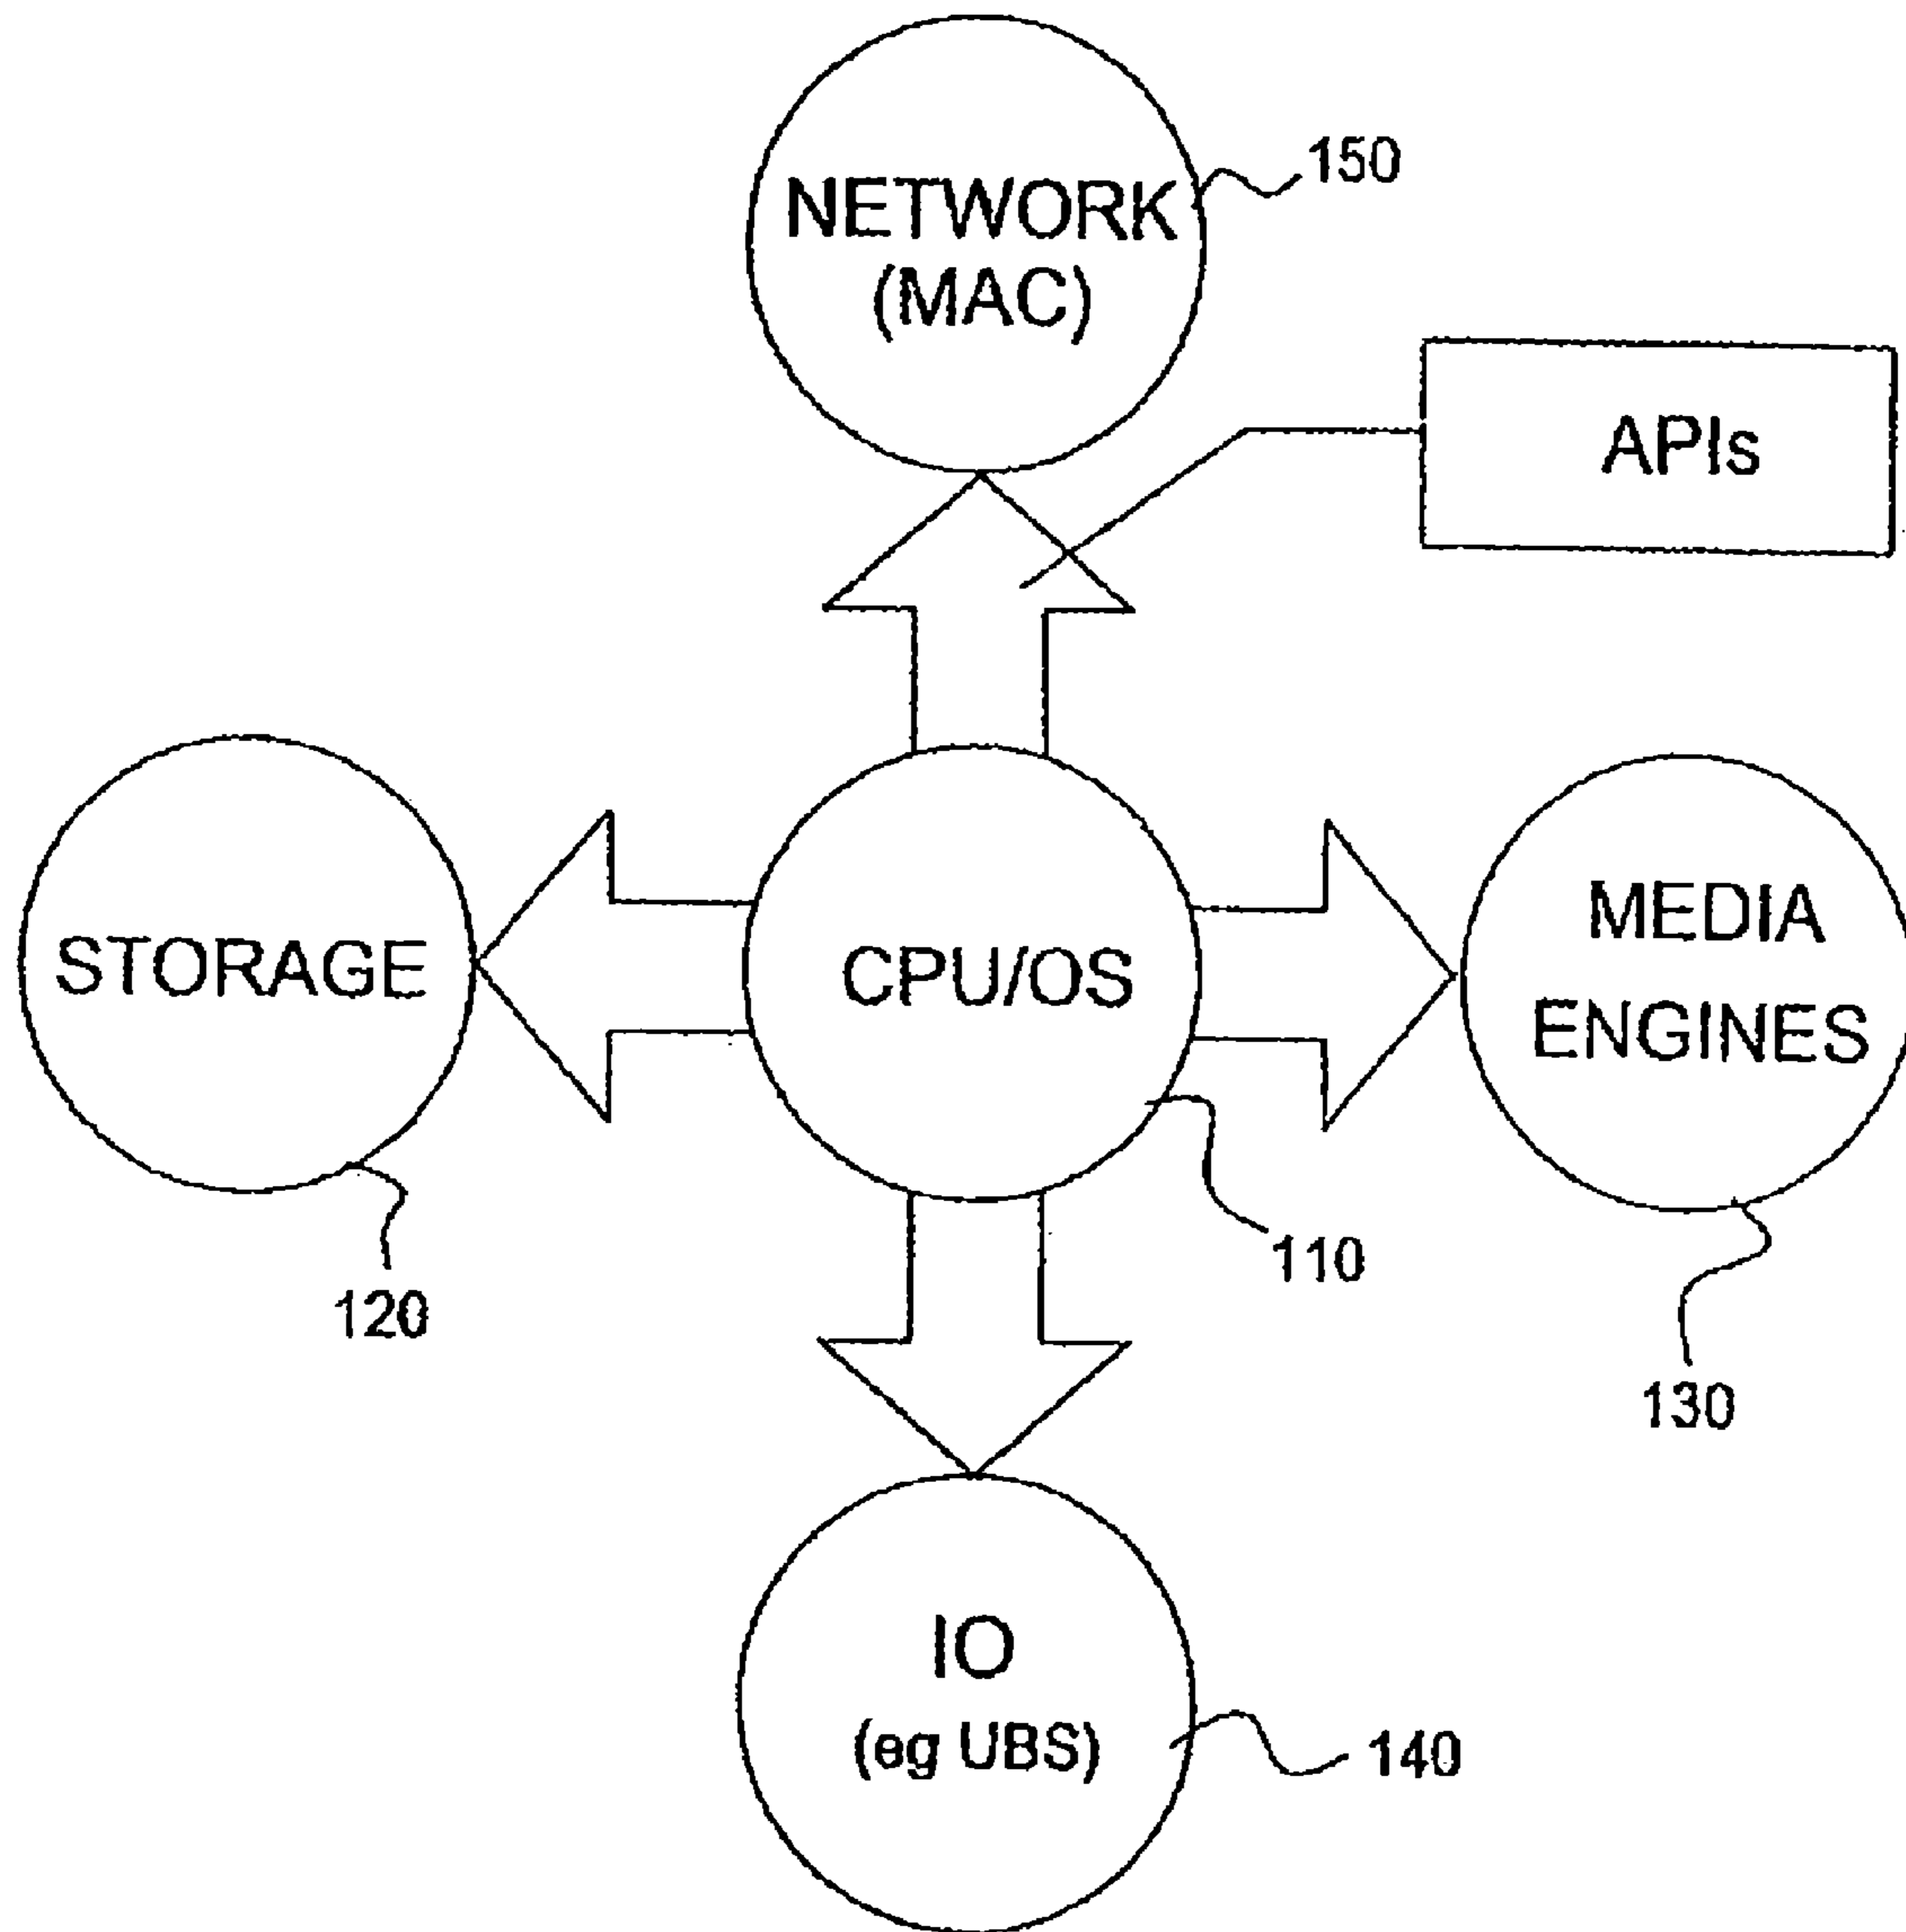 NETWORK
(MAC)
150
APIs
STORAGE
CPU/OS
MEDIA
ENGINES
120
110
130
IO
(eg UBS)
140